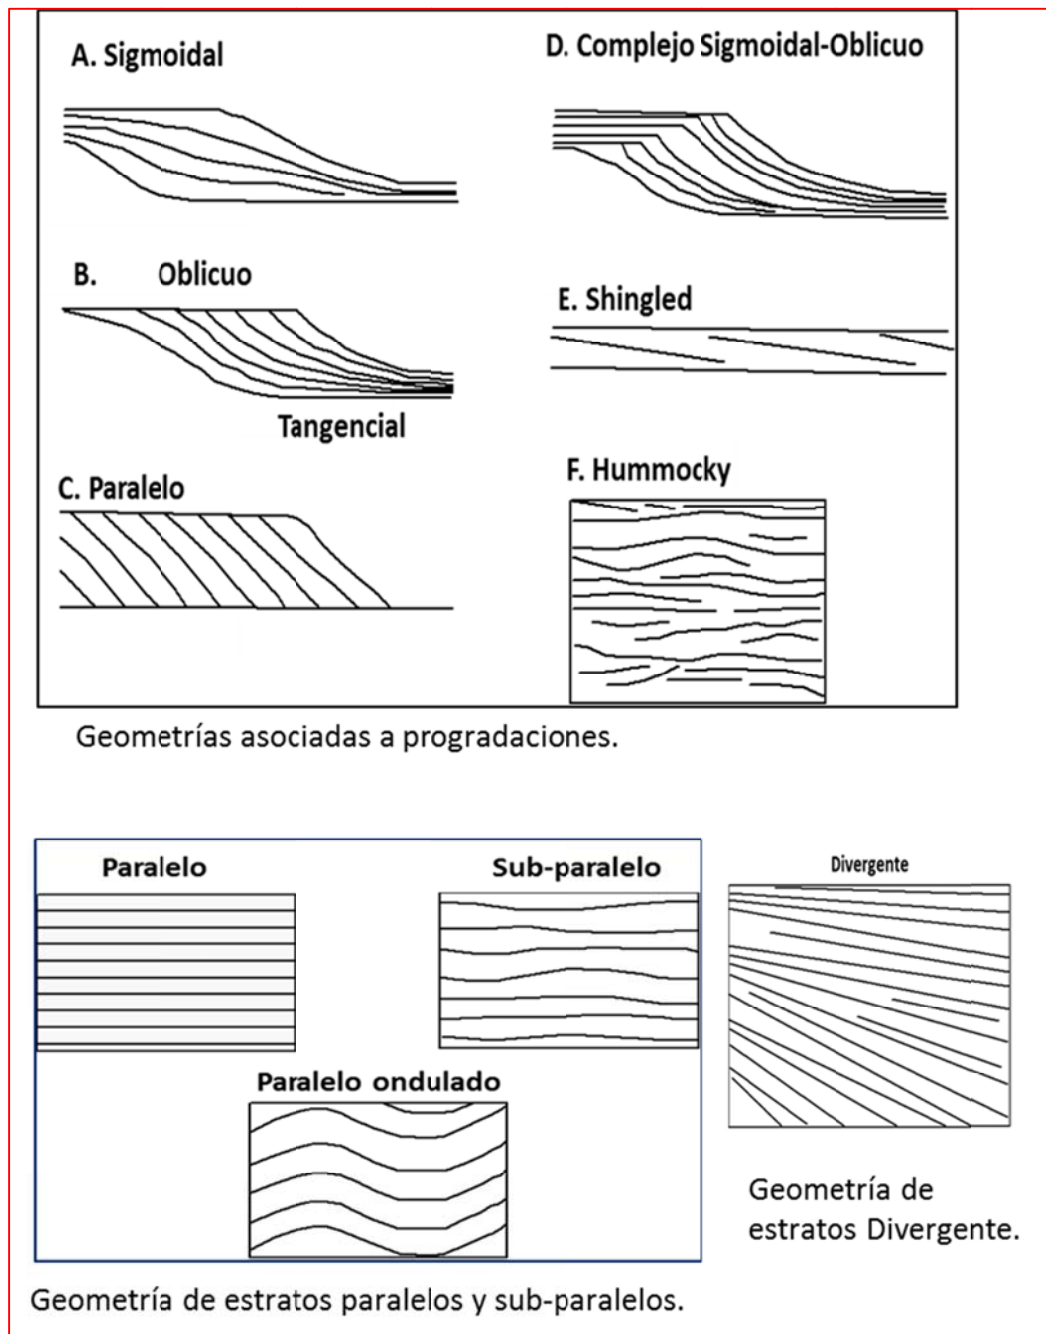 A. Sigmoidal
D. Complejo Sigmoidal-Oblicuo
B. Oblicuo
Tangencial
E. Shingled
C. Paralelo
F. Hummocky
Geometrías asociadas a progradaciones.
Paralelo
Sub-paralelo
Paralelo ondulado
Divergente
Geometría de
estratos Divergente.
Geometría de estratos paralelos y sub-paralelos.